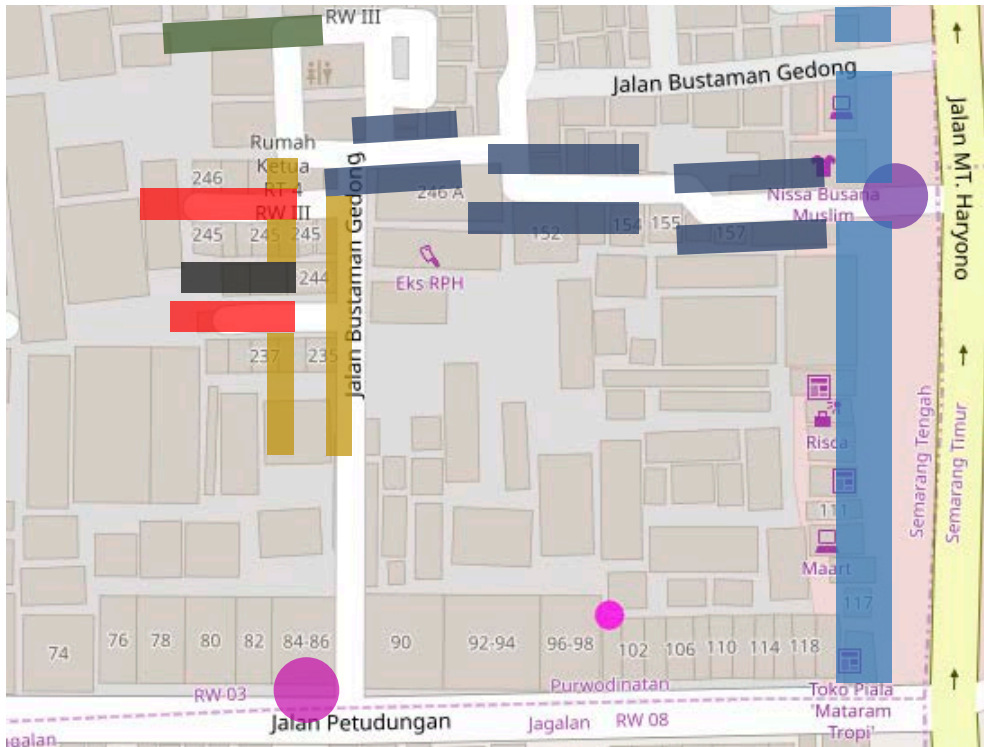 RW III
Jalan Bustaman Gedong
Rumah
Ketua
RT 4
RW III
246
246 A
Nissa Busana
Muslim
245
245
245
152
154
155
157
244
Eks RPH
Jalan Bustaman Gedong
Jalan MT. Haryono
237
235
Risca
Semarang Tengah
Semarang Timur
111
Maart
117
74
76
78
80
82
84-86
90
92-94
96-98
102
106
110
114
118
RW 03
Purwodinatan
Toko Piala
'Mataram
Tropi'
Jalan Petudungan
Jagalan
RW 08